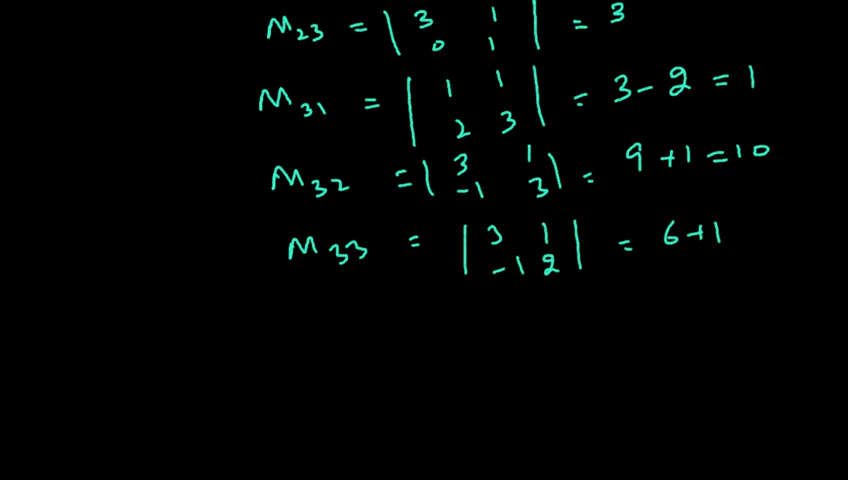 M23 = | 3 1 | = 3
0 1
M31 = | 1 1 | = 3 - 2 = 1
2 3
M32 = | 3 1 | = 9 + 1 = 10
-1 3
M33 = | 3 1 | = 6 + 1
-1 2